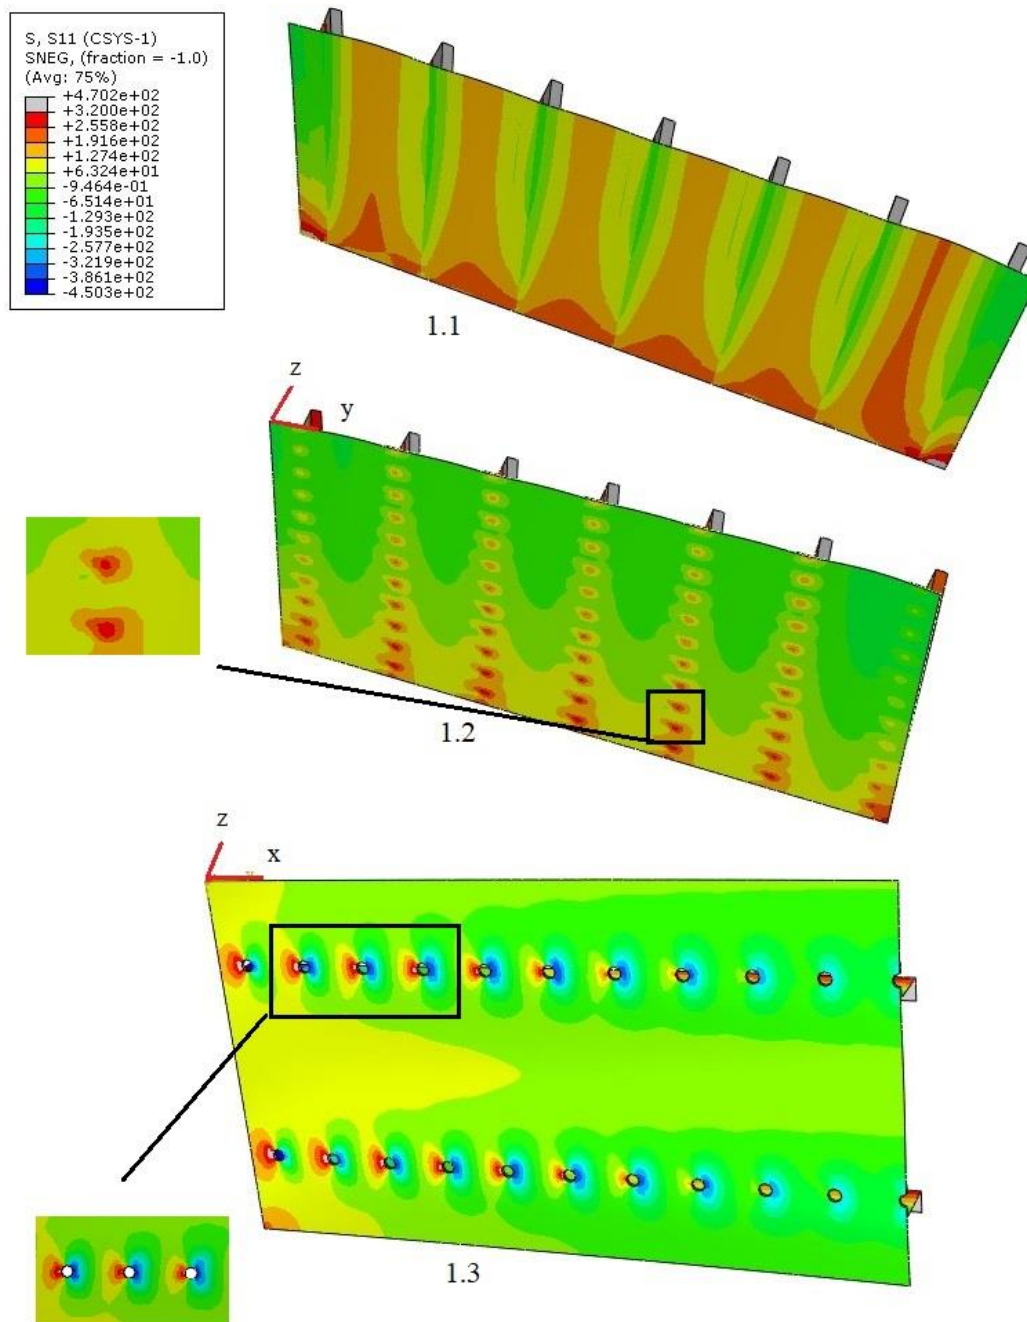 S, S11 (CSYS-1)
SNEG, (fraction = -1.0)
(Avg: 75%)
+4.702e+02
+3.200e+02
+2.558e+02
+1.916e+02
+1.274e+02
+6.324e+01
-9.464e-01
-6.514e+01
-1.293e+02
-1.935e+02
-2.577e+02
-3.219e+02
-3.861e+02
-4.503e+02
1.1
z
y
1.2
z
x
1.3